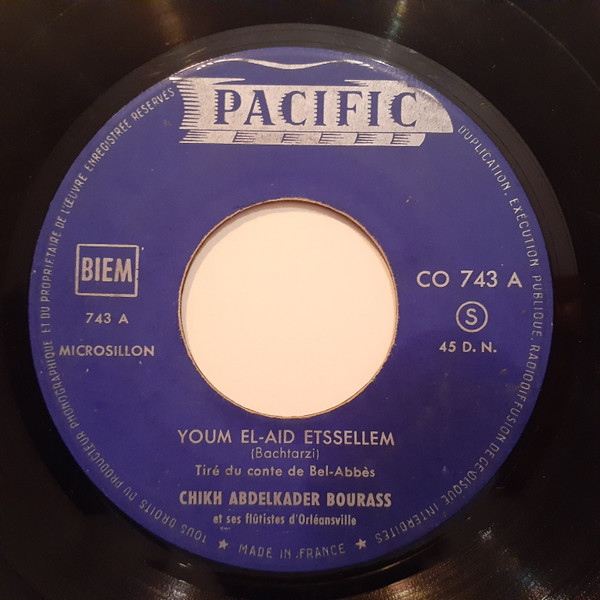 PACIFIC
BIEM
743 A
MICROSILLON
CO 743 A
S
45 D. N.
YOUM EL-AID ETSSELLEM
(Bachtarzi)
Tiré du conte de Bel-Abbès
CHIKH ABDELKADER BOURASS
et ses flûtistes d'Orléansville
★ MADE IN FRANCE ★
TOUS DROITS DU PRODUCTEUR PHONOGRAPHIQUE ET DU PROPRIETAIRE DE L'ŒUVRE ENREGISTREE RESERVES
DUPLICATION, EXECUTION PUBLIQUE, RADIODIFFUSION DE CE DISQUE INTERDITES